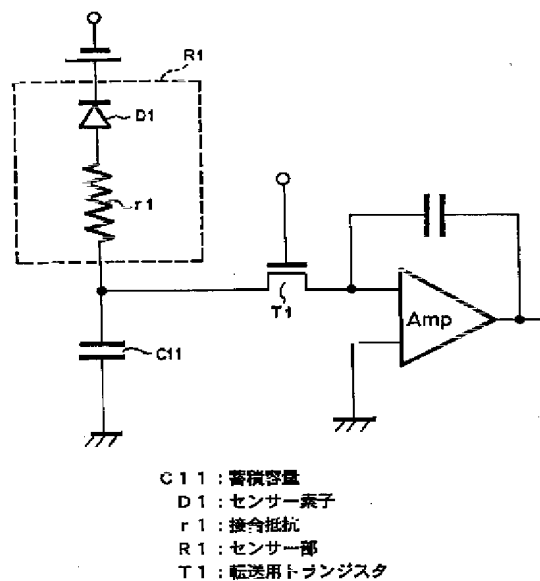 R1
D1
r1
T1
Amp
C11
C11：蓄積容量
D1：センサー素子
r1：接合抵抗
R1：センサー部
T1：転送用トランジスタ